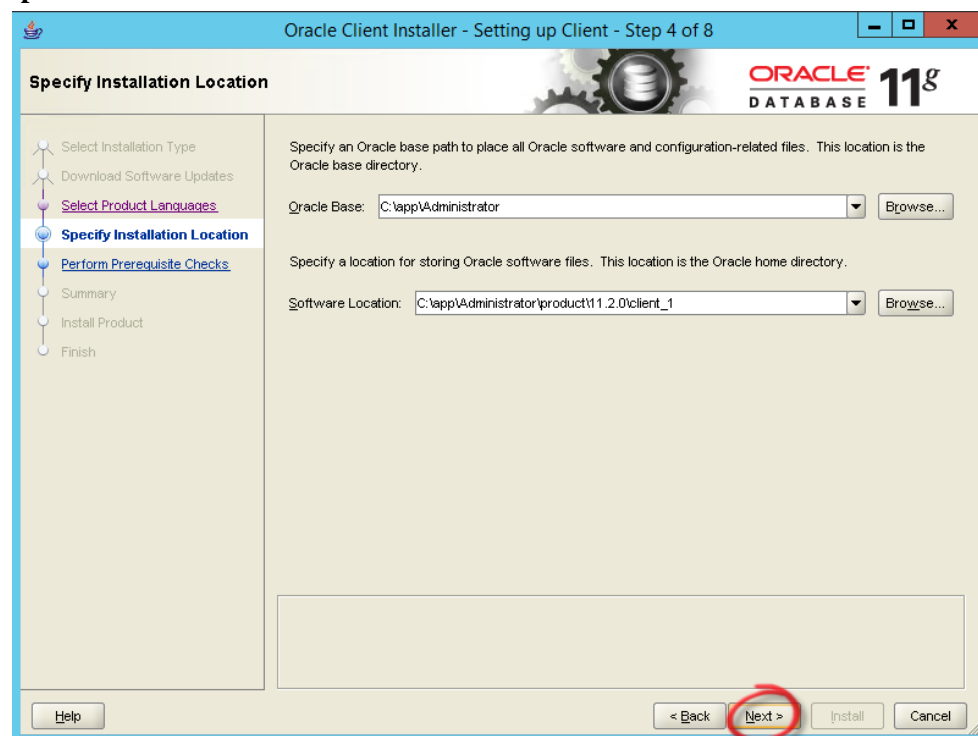 Oracle Client Installer - Setting up Client - Step 4 of 8
Specify Installation Location
ORACLE
DATABASE
11g
Select Installation Type
Download Software Updates
Select Product Languages
Specify Installation Location
Perform Prerequisite Checks
Summary
Install Product
Finish
Specify an Oracle base path to place all Oracle software and configuration-related files. This location is the
Oracle base directory.
Oracle Base: C:\app\Administrator Browse...
Specify a location for storing Oracle software files. This location is the Oracle home directory.
Software Location: C:\app\Administrator\product\11.2.0\client_1 Browse...
Help < Back Next > Install Cancel